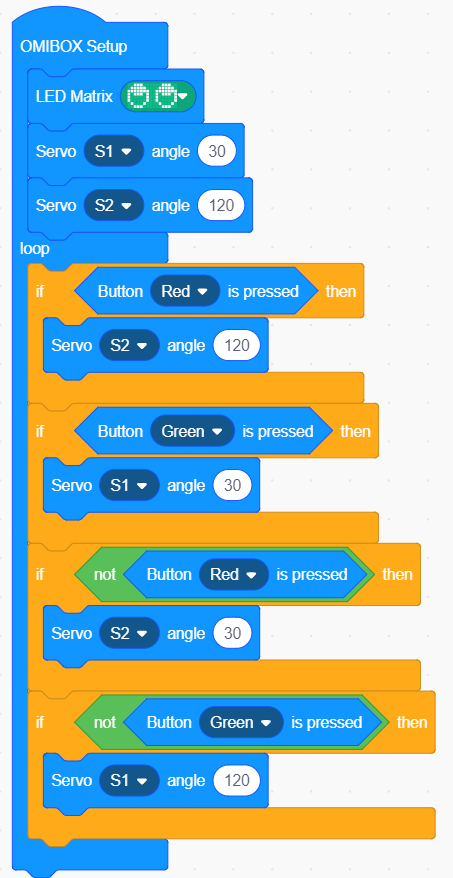 OMIBOX Setup
LED Matrix
Servo S1 angle 30
Servo S2 angle 120
loop
if Button Red is pressed then
Servo S2 angle 120
if Button Green is pressed then
Servo S1 angle 30
if not Button Red is pressed then
Servo S2 angle 30
if not Button Green is pressed then
Servo S1 angle 120